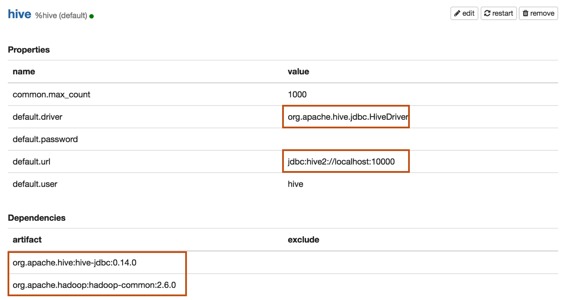 hive %hive (default)
edit restart remove
Properties
name value
common.max_count 1000
default.driver org.apache.hive.jdbc.HiveDriver
default.password
default.url jdbc:hive2://localhost:10000
default.user hive
Dependencies
artifact exclude
org.apache.hive:hive-jdbc:0.14.0
org.apache.hadoop:hadoop-common:2.6.0